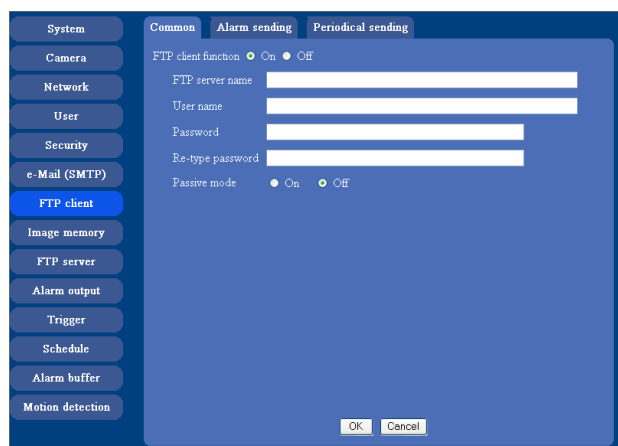 System
Camera
Network
User
Security
e-Mail (SMTP)
FTP client
Image memory
FTP server
Alarm output
Trigger
Schedule
Alarm buffer
Motion detection
Common Alarm sending Periodical sending
FTP client function On Off
FTP server name
User name
Password
Re-type password
Passive mode On Off
OK Cancel